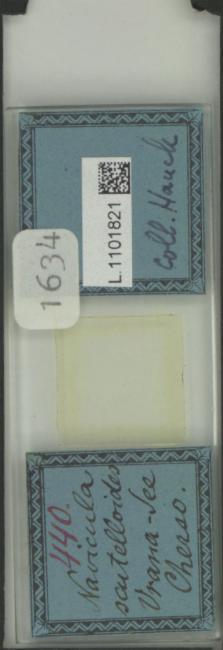 Coll. Hauck
L.1101821
1634
440.
Navicula
scutelloides
Vrana-See
Cherso.